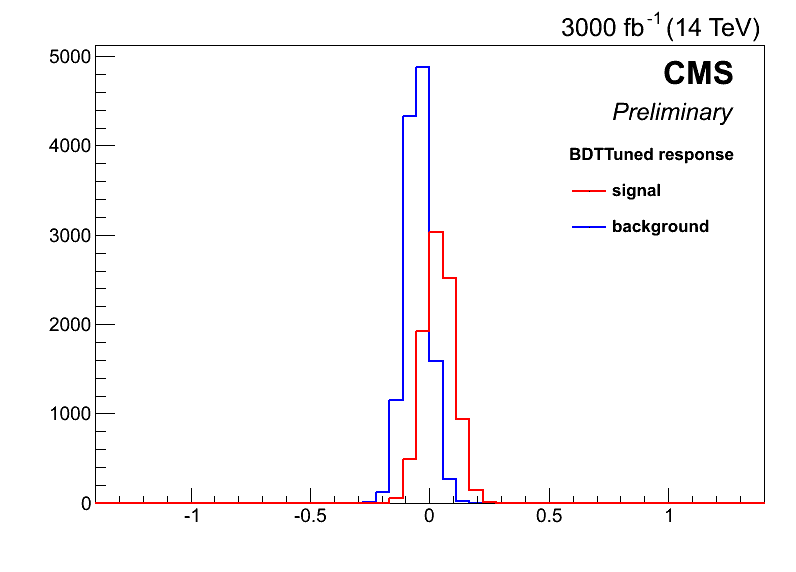 3000 fb-1 (14 TeV)
5000
CMS
Preliminary
4000
BDTTuned response
signal
background
3000
2000
1000
0
-1 -0.5 0 0.5 1